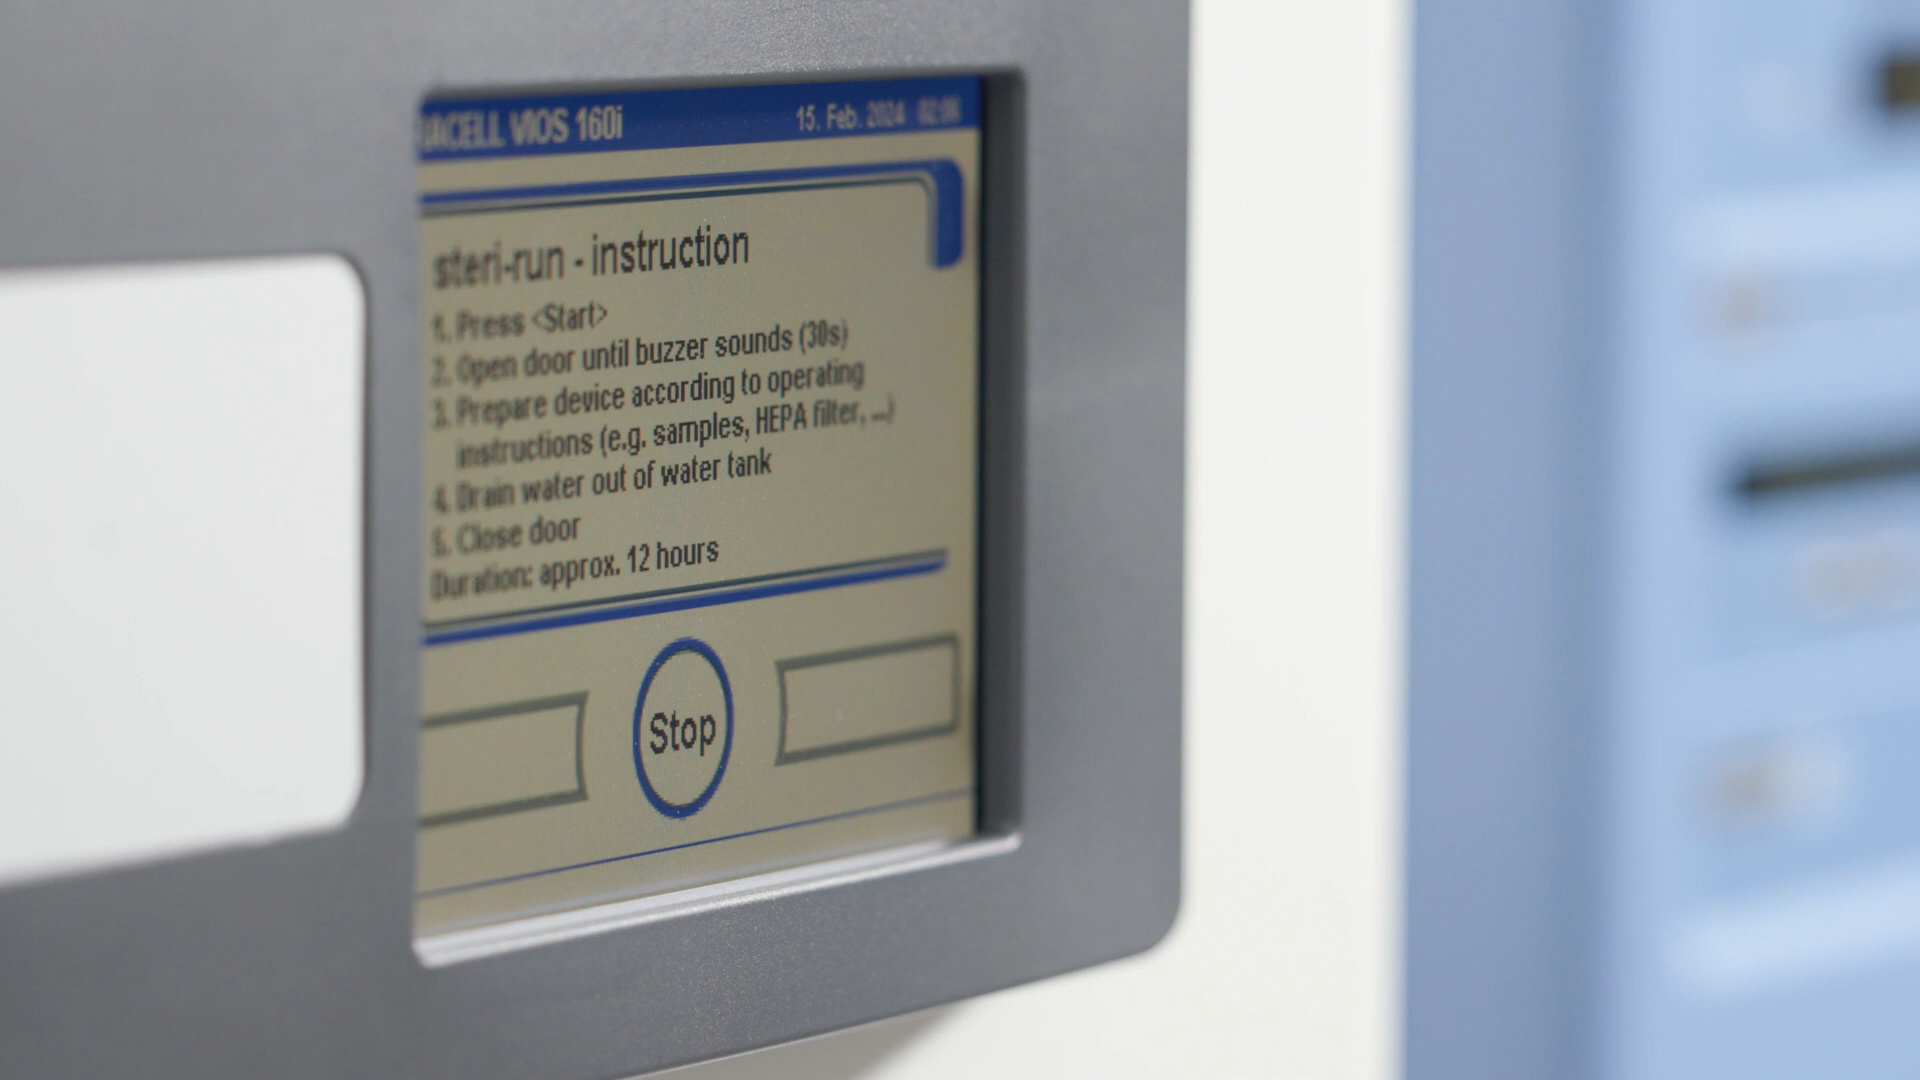 VIOS 160i 15. Feb. 2024 02:08
steri-run - instruction
1. Press <Start>
2. Open door until buzzer sounds (30s)
3. Prepare device according to operating
instructions (e.g. samples, HEPA filter, ...)
4. Drain water out of water tank
5. Close door
Duration: approx. 12 hours
Stop